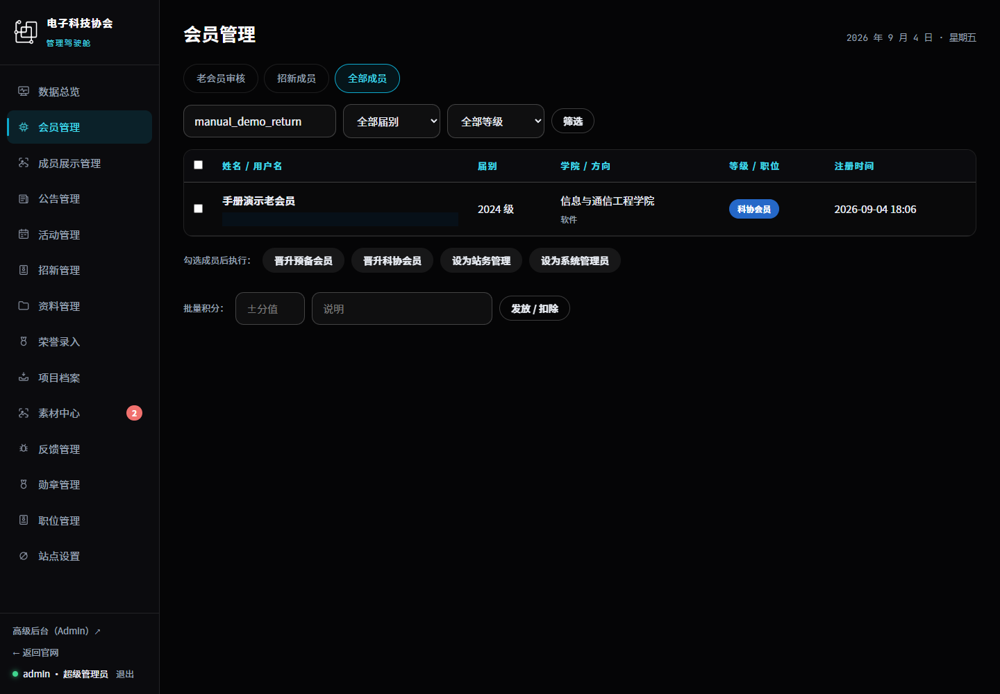 电子科技协会
管理驾驶舱
数据总览
会员管理
成员展示管理
公告管理
活动管理
招新管理
资料管理
荣誉录入
项目档案
素材中心 2
反馈管理
勋章管理
职位管理
站点设置
高级后台（Admin）↗
← 返回官网
admin · 超级管理员 退出
会员管理
2026 年 9 月 4 日 · 星期五
老会员审核 招新成员 全部成员
manual_demo_return 全部届别 全部等级 筛选
姓名 / 用户名 届别 学院 / 方向 等级 / 职位 注册时间
手册演示老会员 2024 级 信息与通信工程学院 科协会员 2026-09-04 18:06
软件
勾选成员后执行： 晋升预备会员 晋升科协会员 设为站务管理 设为系统管理员
批量积分： ±分值 说明 发放 / 扣除